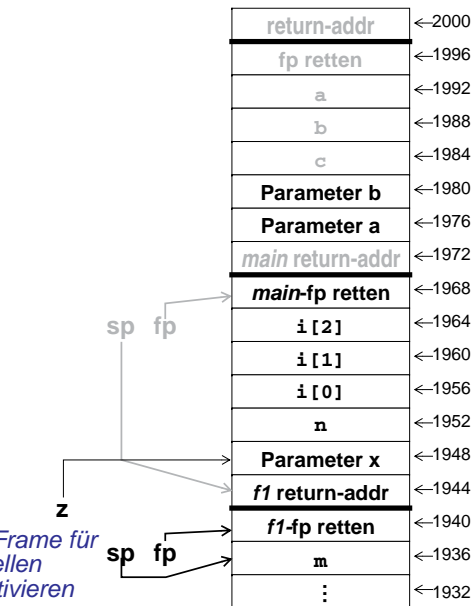 return-addr ←2000
fp retten ←1996
a ←1992
b ←1988
c ←1984
Parameter b ←1980
Parameter a ←1976
main return-addr ←1972
main-fp retten ←1968
sp fp i[2] ←1964
i[1] ←1960
i[0] ←1956
n ←1952
Parameter x ←1948
f1 return-addr ←1944
z
f1-fp retten ←1940
Frame für
sp fp m ←1936
ellen
tivieren
⋮ ←1932